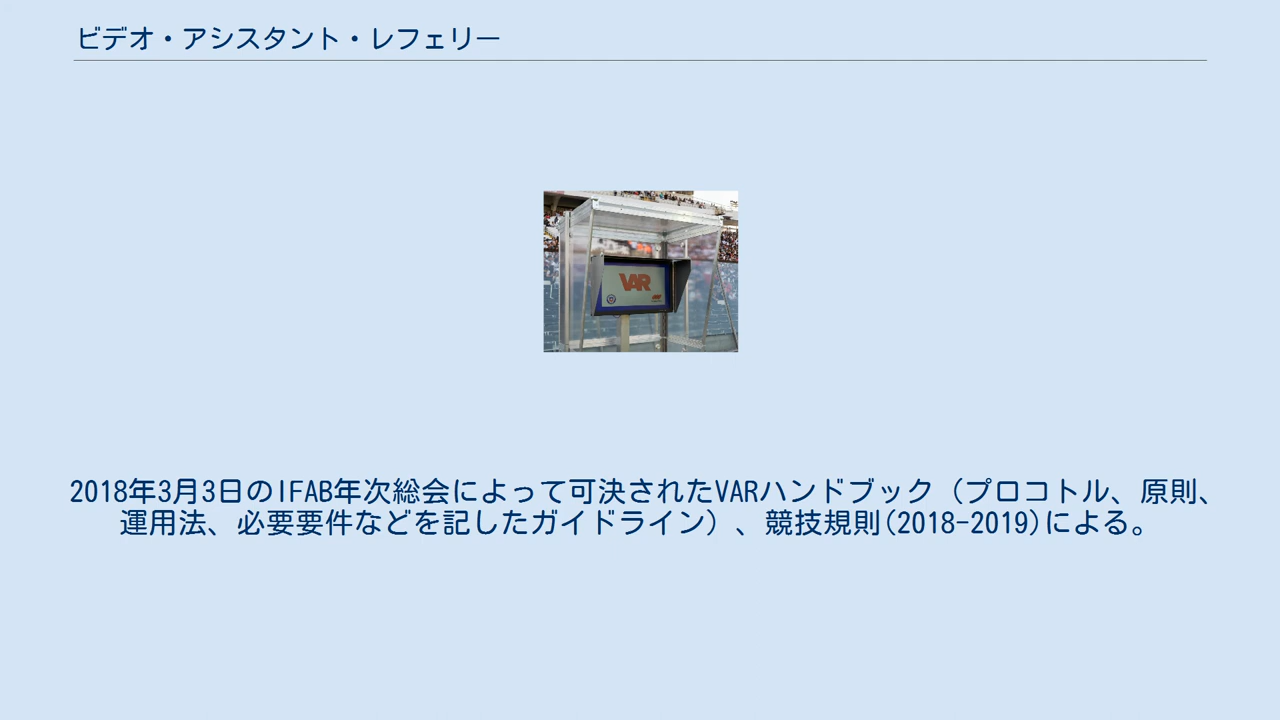 ビデオ・アシスタント・レフェリー
VAR
2018年3月3日のIFAB年次総会によって可決されたVARハンドブック（プロコトル、原則、
運用法、必要要件などを記したガイドライン）、競技規則(2018-2019)による。